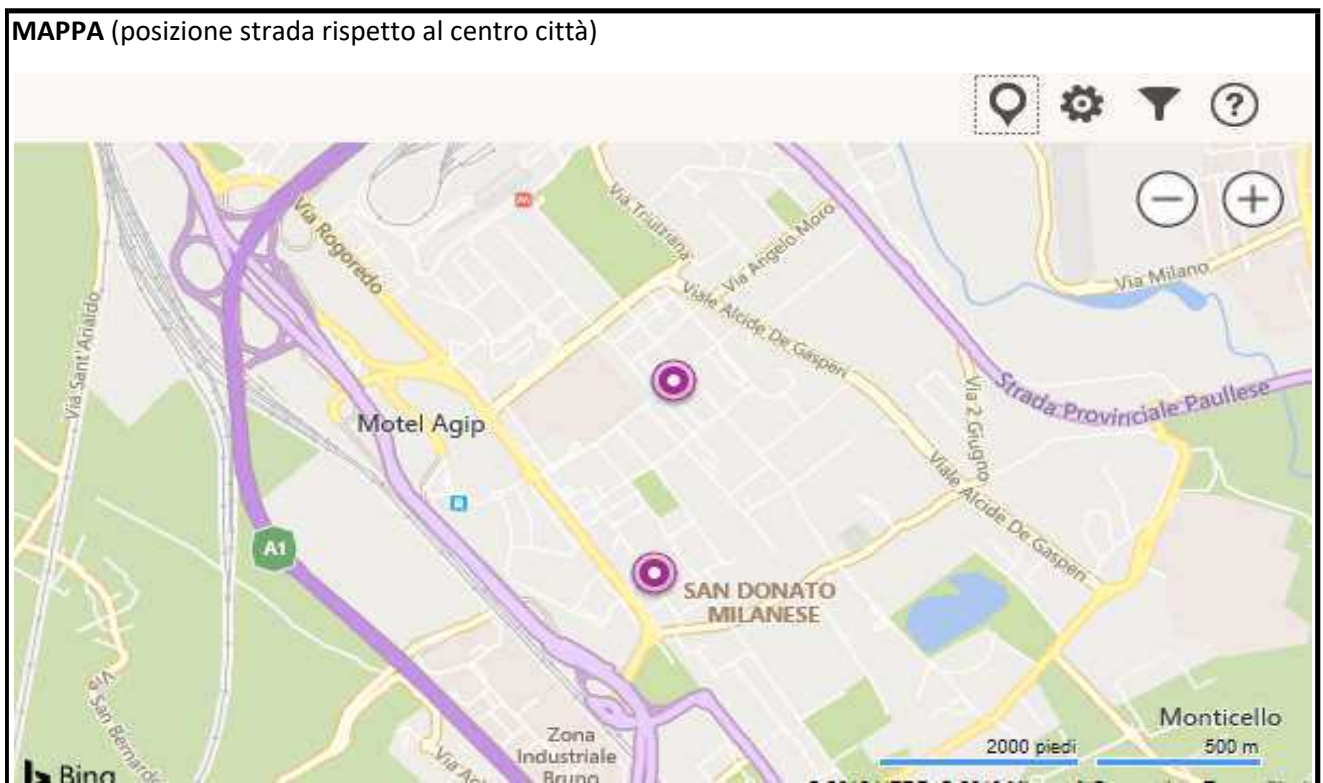 MAPPA (posizione strada rispetto al centro città)
?
Via Rogoredo
Via Triulziana
Via Angelo Moro
Via Milano
Viale Alcide De Gasperi
Via Sant'Arialdo
Strada Provinciale Paullese
Via 2 Giugno
Motel Agip
Viale Alcide De Gasperi
A1
SAN DONATO
MILANESE
Via San Bernardo
Monticello
Zona
Industriale
Bruno
2000 piedi
500 m
Bing